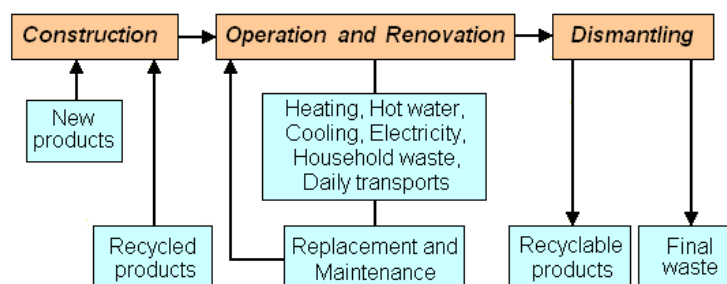 Construction
Operation and Renovation
Dismantling
New
products
Heating, Hot water,
Cooling, Electricity,
Household waste,
Daily transports
Recycled
products
Replacement and
Maintenance
Recyclable
products
Final
waste